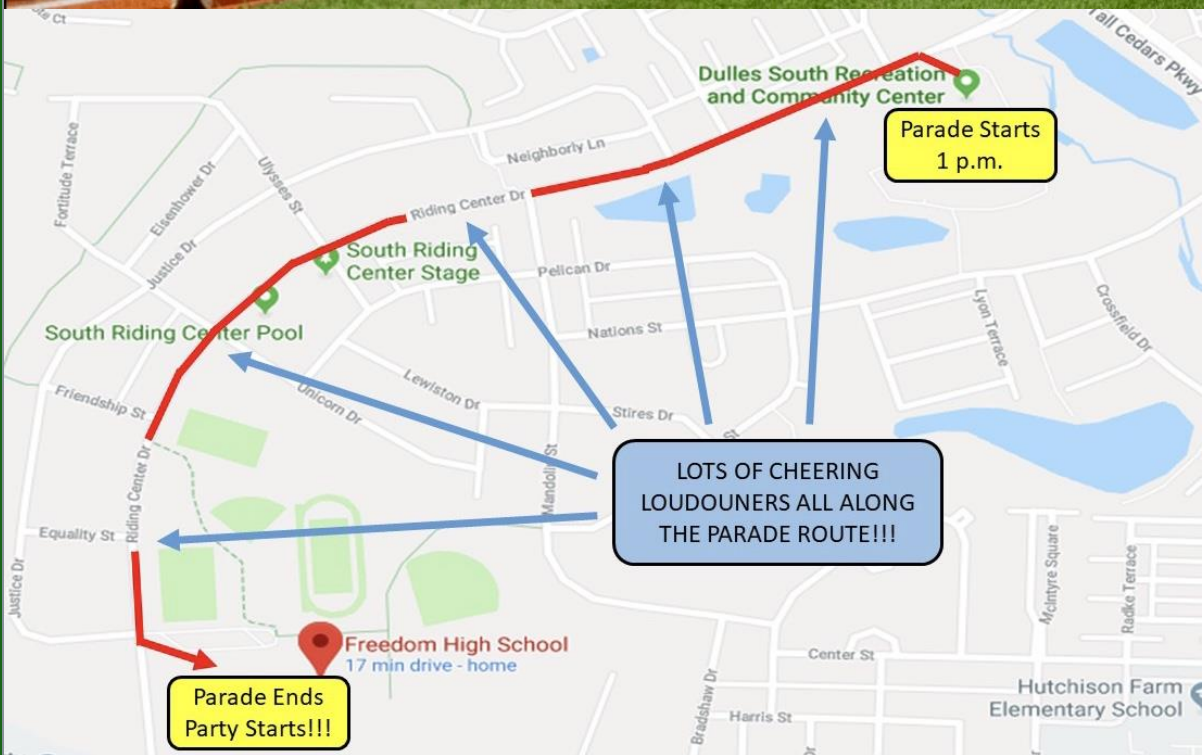 te Ct
Tall Cedars Pkwy
Dulles South Recreation
and Community Center
Parade Starts
1 p.m.
Neighborly Ln
Fortitude Terrace
Eisenhower Dr
Ulysses St
Riding Center Dr
Justice Dr
South Riding
Center Stage
Pelican Dr
South Riding Center Pool
Nations St
Lyon Terrace
Crossfield Dr
Friendship St
Unicorn Dr
Lewiston Dr
Stires Dr
St
Mandolin St
LOTS OF CHEERING
LOUDOUNERS ALL ALONG
THE PARADE ROUTE!!!
Riding Center Dr
Equality St
Justice Dr
McIntyre Square
Radke Terrace
Freedom High School
17 min drive - home
Center St
Parade Ends
Party Starts!!!
Bradshaw Dr
Harris St
Hutchison Farm
Elementary School